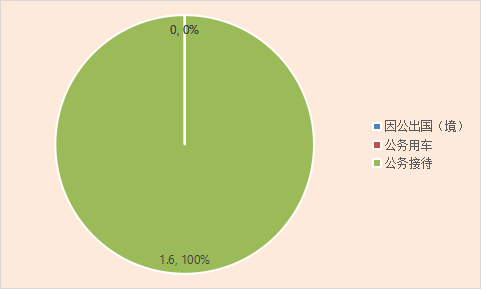 0, 0%
因公出国（境）
公务用车
公务接待
1.6, 100%